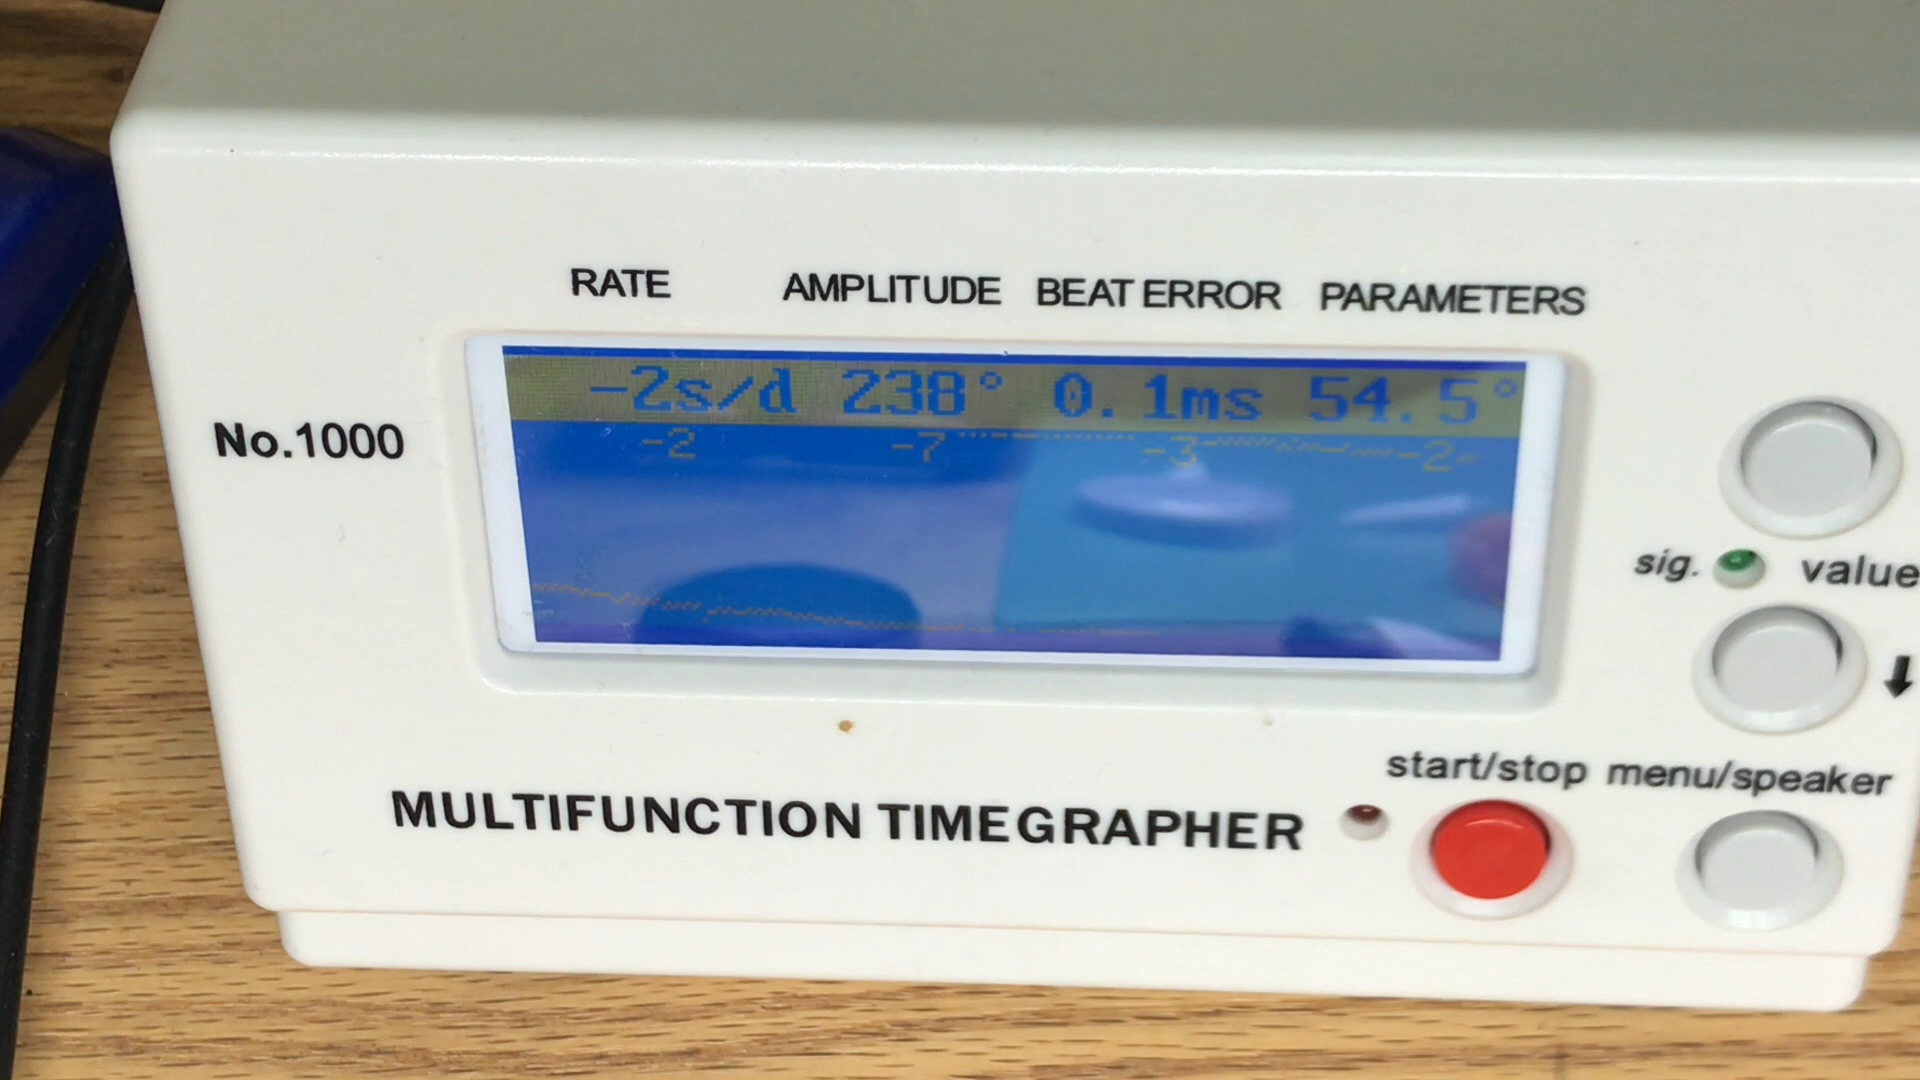 RATE AMPLITUDE BEAT ERROR PARAMETERS
-2s/d 238° 0.1ms 54.5°
-2 -7 -3 -2
No.1000
sig. value
MULTIFUNCTION TIMEGRAPHER
start/stop menu/speaker